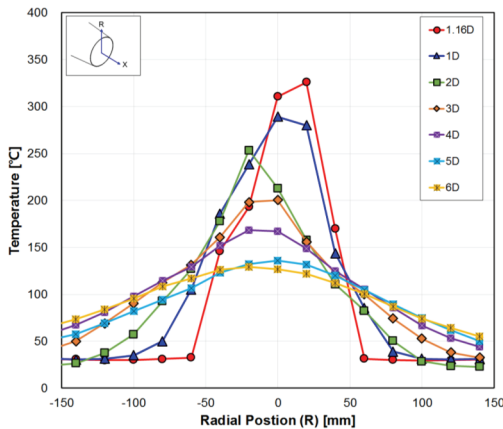 400
350
300
250
200
150
100
50
0
Temperature [℃]
R
X
1.16D
1D
2D
3D
4D
5D
6D
-150 -100 -50 0 50 100 150
Radial Postion (R) [mm]